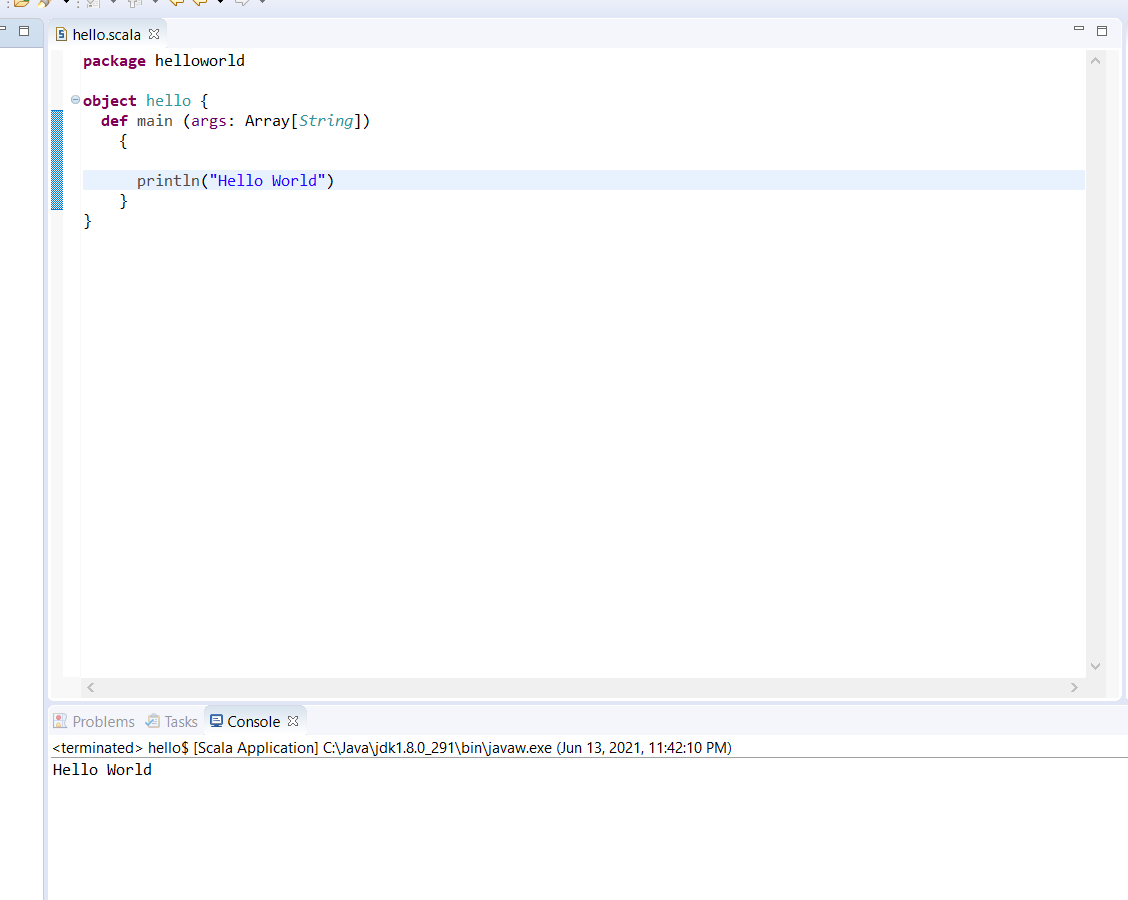 hello.scala
package helloworld
object hello {
def main (args: Array[String])
{
println("Hello World")
}
}
Problems Tasks Console
<terminated> hello$ [Scala Application] C:\Java\jdk1.8.0_291\bin\javaw.exe (Jun 13, 2021, 11:42:10 PM)
Hello World